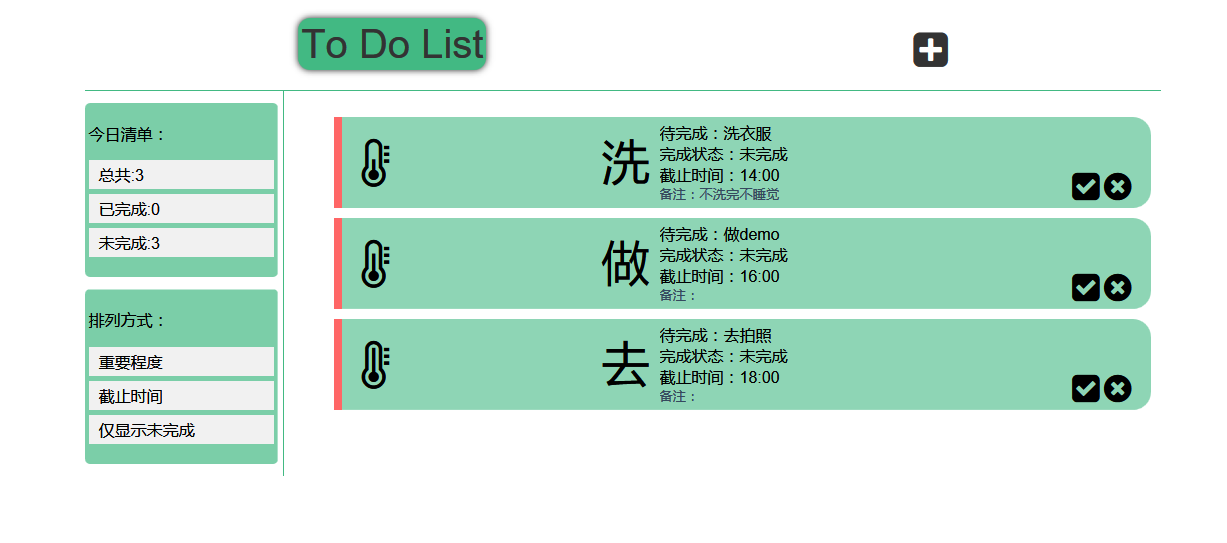 To Do List
今日清单：
总共:3
已完成:0
未完成:3
排列方式：
重要程度
截止时间
仅显示未完成
洗
待完成：洗衣服
完成状态：未完成
截止时间：14:00
备注：不洗完不睡觉
做
待完成：做demo
完成状态：未完成
截止时间：16:00
备注：
去
待完成：去拍照
完成状态：未完成
截止时间：18:00
备注：